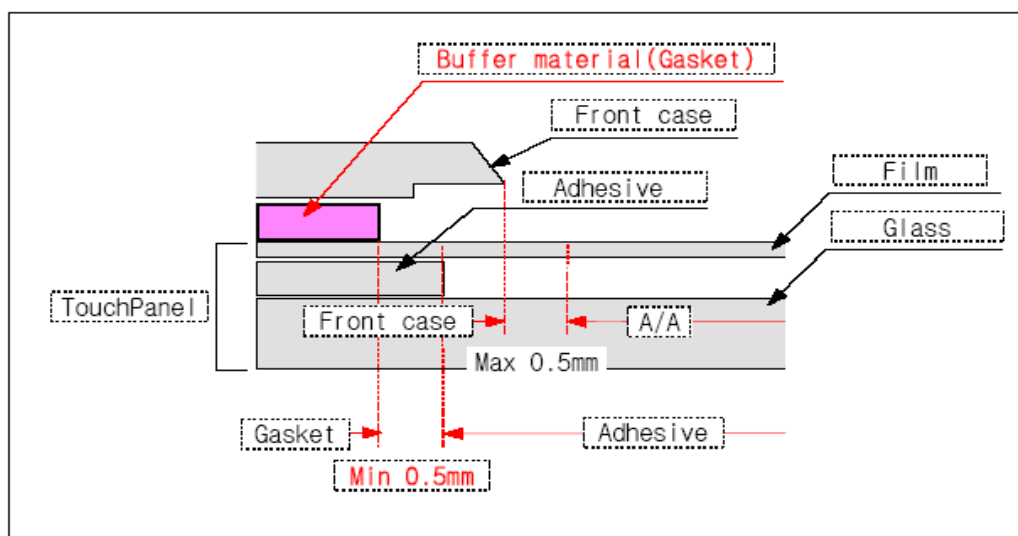 Buffer material(Gasket)
Front case
Adhesive
Film
Glass
TouchPanel
Front case
A/A
Max 0.5mm
Gasket
Adhesive
Min 0.5mm